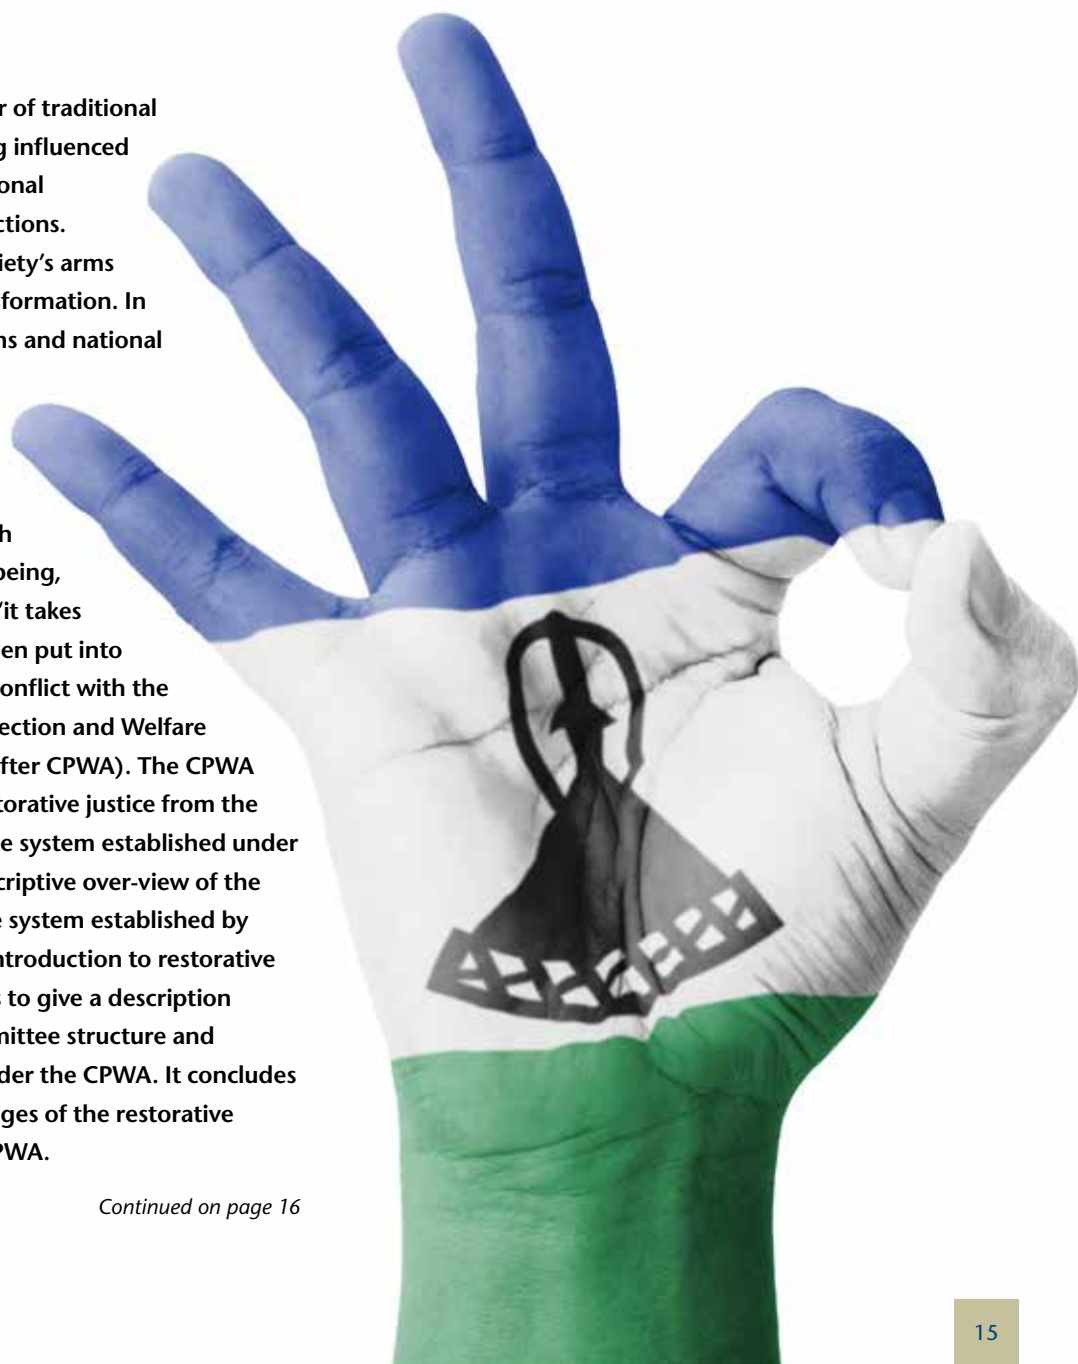 r of traditional
g influenced
onal
ctions.
iety’s arms
sformation. In
ns and national
h
being,
‘it takes
en put into
onflict with the
ection and Welfare
fter CPWA). The CPWA
torative justice from the
e system established under
criptive over-view of the
e system established by
ntroduction to restorative
s to give a description
mittee structure and
der the CPWA. It concludes
ges of the restorative
PWA.
Continued on page 16
15